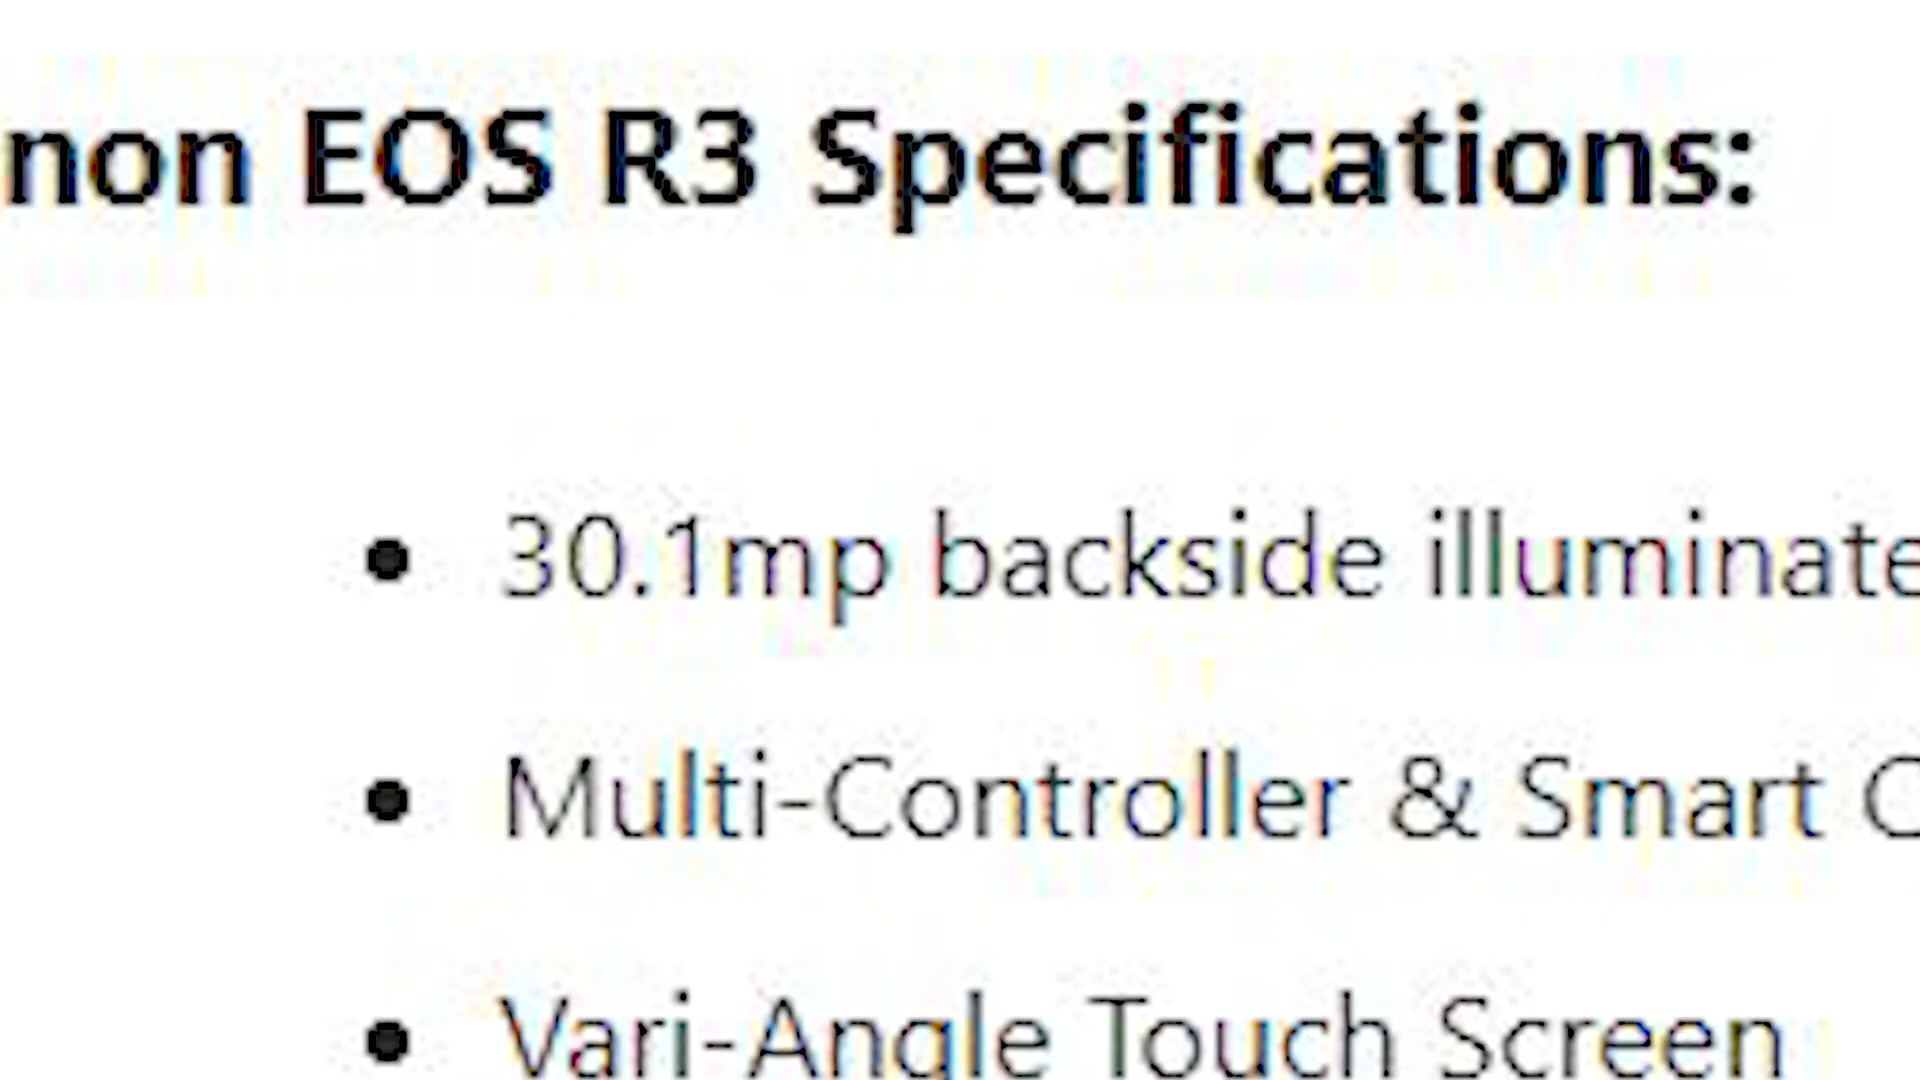 non EOS R3 Specifications:
30.1mp backside illuminate
Multi-Controller & Smart C
Vari-Angle Touch Screen